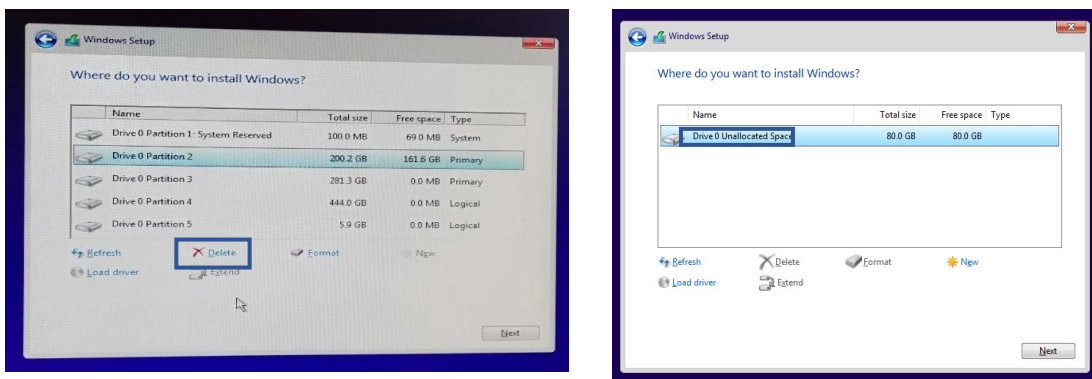 Windows Setup
Where do you want to install Windows?
Name Total size Free space Type
Drive 0 Partition 1: System Reserved 100.0 MB 69.0 MB System
Drive 0 Partition 2 200.2 GB 161.6 GB Primary
Drive 0 Partition 3 281.3 GB 0.0 MB Primary
Drive 0 Partition 4 444.0 GB 0.0 MB Logical
Drive 0 Partition 5 5.9 GB 0.0 MB Logical
Refresh Delete Format New
Load driver Extend
Next
Windows Setup
Where do you want to install Windows?
Name Total size Free space Type
Drive 0 Unallocated Space 80.0 GB 80.0 GB
Refresh Delete Format New
Load driver Extend
Next